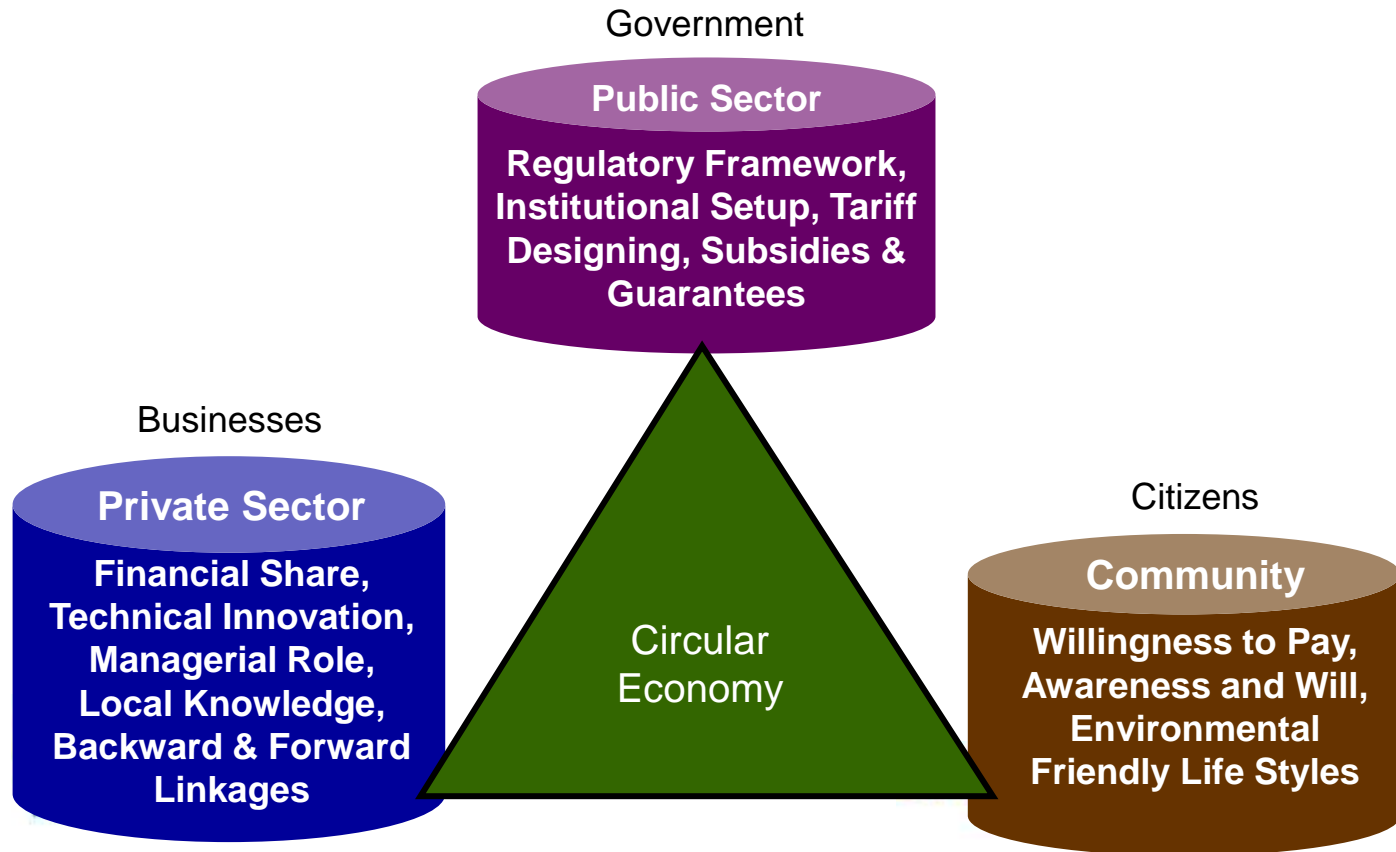 Government
Public Sector
Regulatory Framework,
Institutional Setup, Tariff
Designing, Subsidies &
Guarantees
Businesses
Private Sector
Financial Share,
Technical Innovation,
Managerial Role,
Local Knowledge,
Backward & Forward
Linkages
Circular
Economy
Citizens
Community
Willingness to Pay,
Awareness and Will,
Environmental
Friendly Life Styles